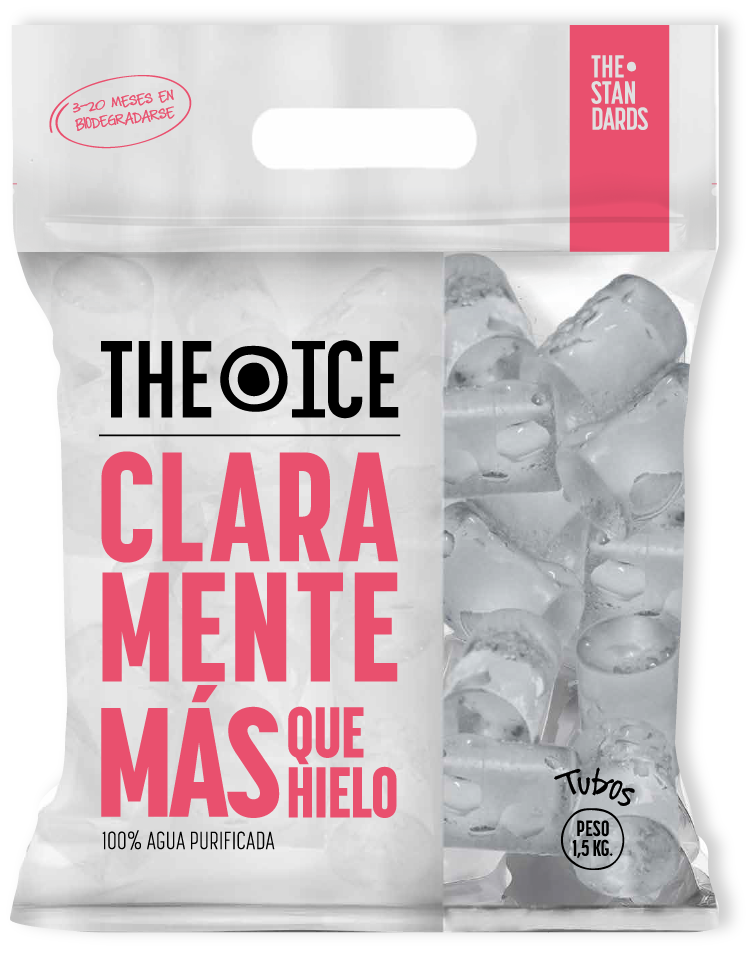 3-20 MESES EN
BIODEGRADARSE
THE•
STAN
DARDS
THE ICE
CLARA
MENTE
MÁS QUE
HIELO
100% AGUA PURIFICADA
Tubos
PESO
1,5 KG.